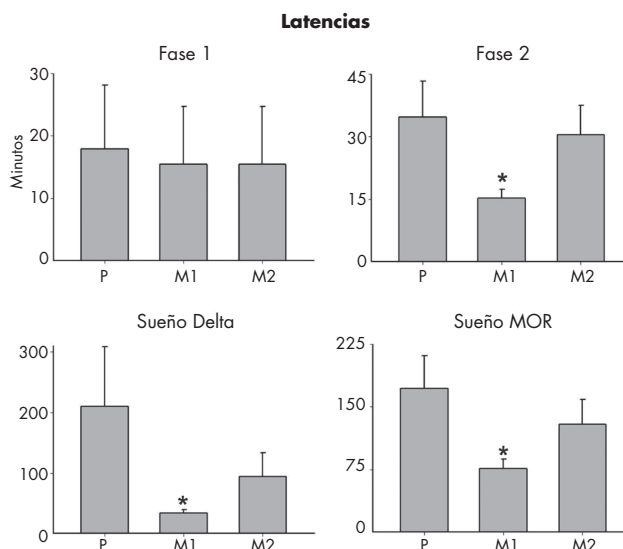 Latencias
Fase 1
Fase 2
30
20
10
0
Minutos
P M1 M2
45
30
15
0
*
P M1 M2
Sueño Delta
Sueño MOR
300
200
100
0
*
P M1 M2
225
150
75
0
*
P M1 M2